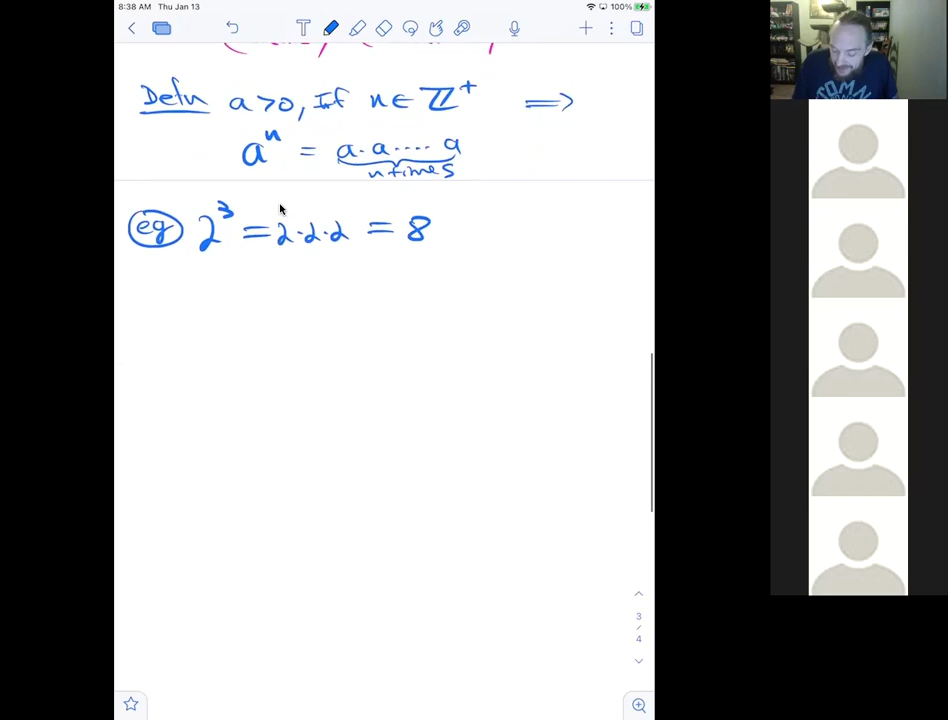 8:38 AM Thu Jan 13
100%
Defn a>0, If n ∈ ℤ⁺ ⟹
aⁿ = a·a···· a
n times
eg 2³ = 2·2·2 = 8
3
/
4